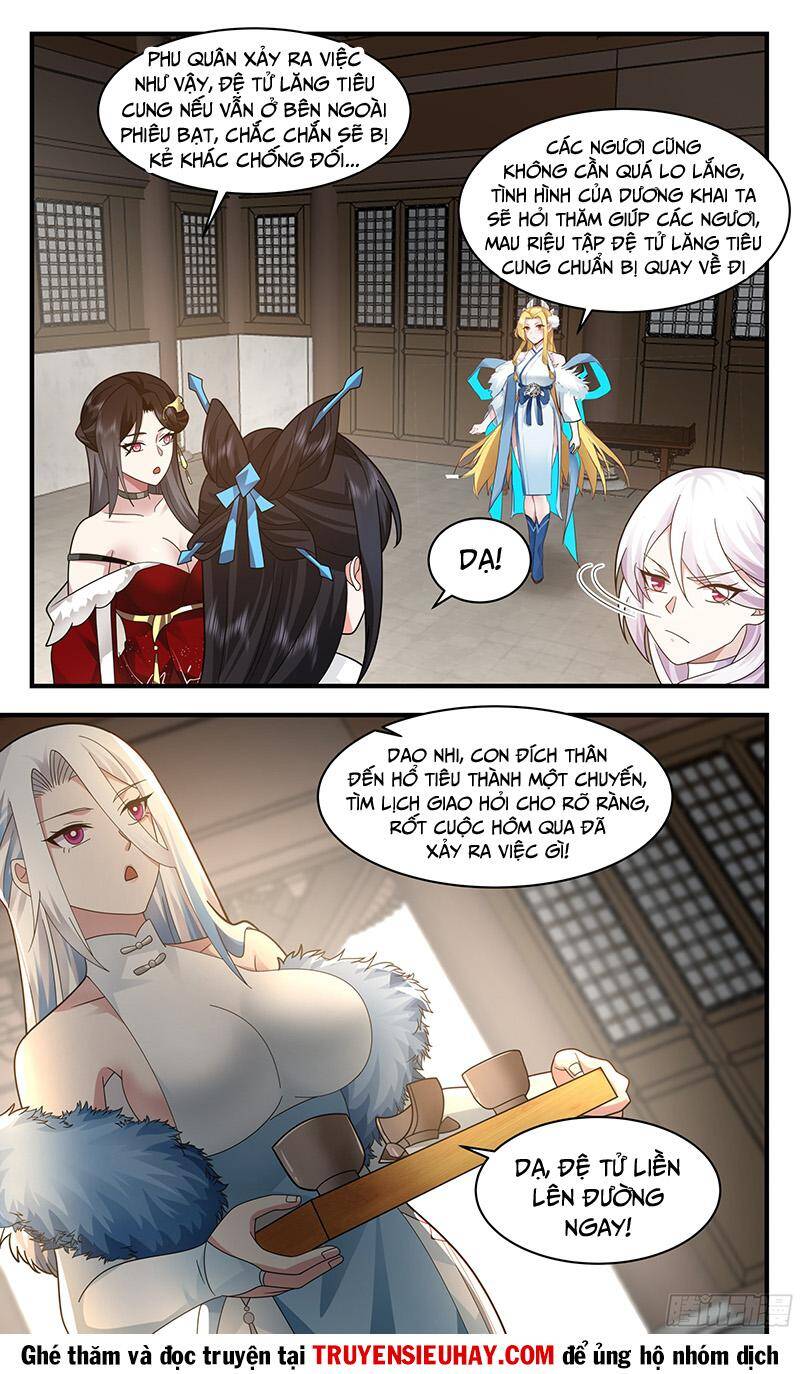 PHU QUÂN XẢY RA VIỆC
NHƯ VẬY, ĐỆ TỬ LĂNG TIÊU
CUNG NẾU VẪN Ở BÊN NGOÀI
PHIÊU BẠT, CHẮC CHẮN SẼ BỊ
KẺ KHÁC CHỐNG ĐỐI...
CÁC NGƯƠI CŨNG
KHÔNG CẦN QUÁ LO LẮNG,
TÌNH HÌNH CỦA DƯƠNG KHAI TA
SẼ HỎI THĂM GIÚP CÁC NGƯƠI,
MAU RIỆU TẬP ĐỆ TỬ LĂNG TIÊU
CUNG CHUẨN BỊ QUAY VỀ ĐI
DẠ!
DAO NHI, CON ĐÍCH THÂN
ĐẾN HỔ TIÊU THÀNH MỘT CHUYẾN,
TÌM LỊCH GIAO HỎI CHO RÕ RÀNG,
RỐT CUỘC HÔM QUA ĐÃ
XẢY RA VIỆC GÌ!
DẠ, ĐỆ TỬ LIỀN
LÊN ĐƯỜNG
NGAY!
腾讯动漫
Ghé thăm và đọc truyện tại TRUYENSIEUHAY.COM để ủng hộ nhóm dịch